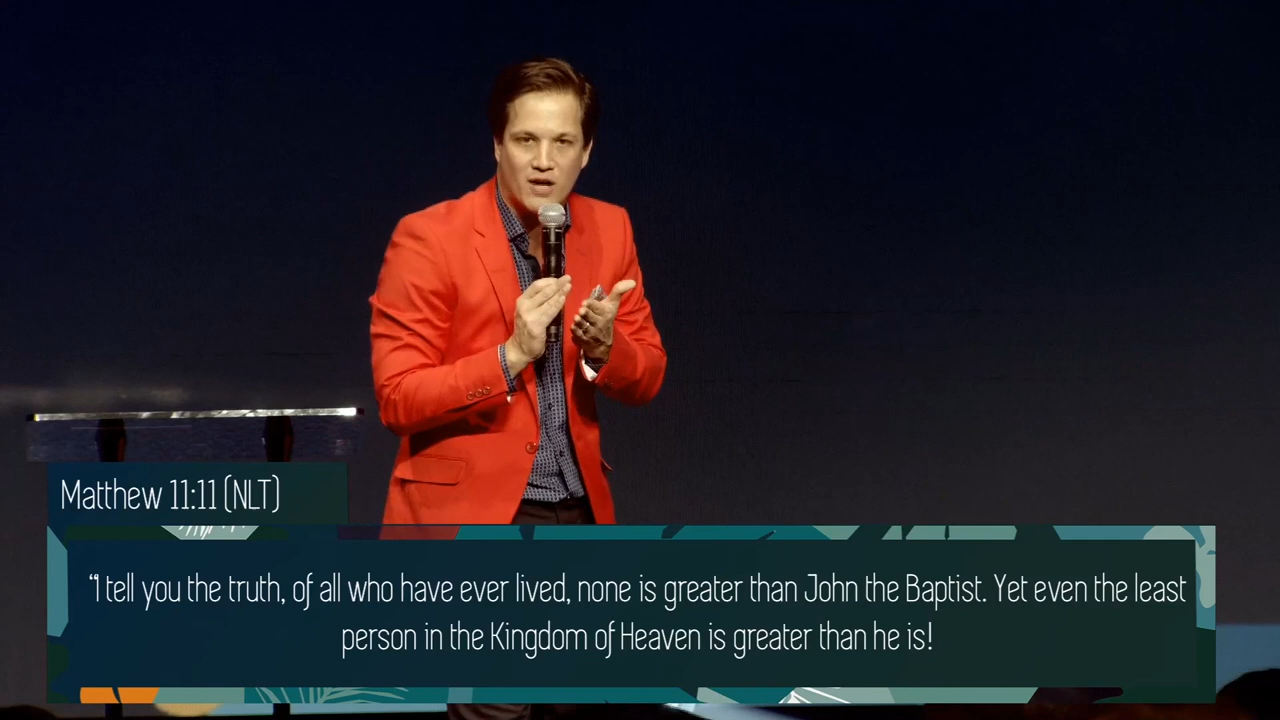 Matthew 11:11 (NLT)
“I tell you the truth, of all who have ever lived, none is greater than John the Baptist. Yet even the least
person in the Kingdom of Heaven is greater than he is!